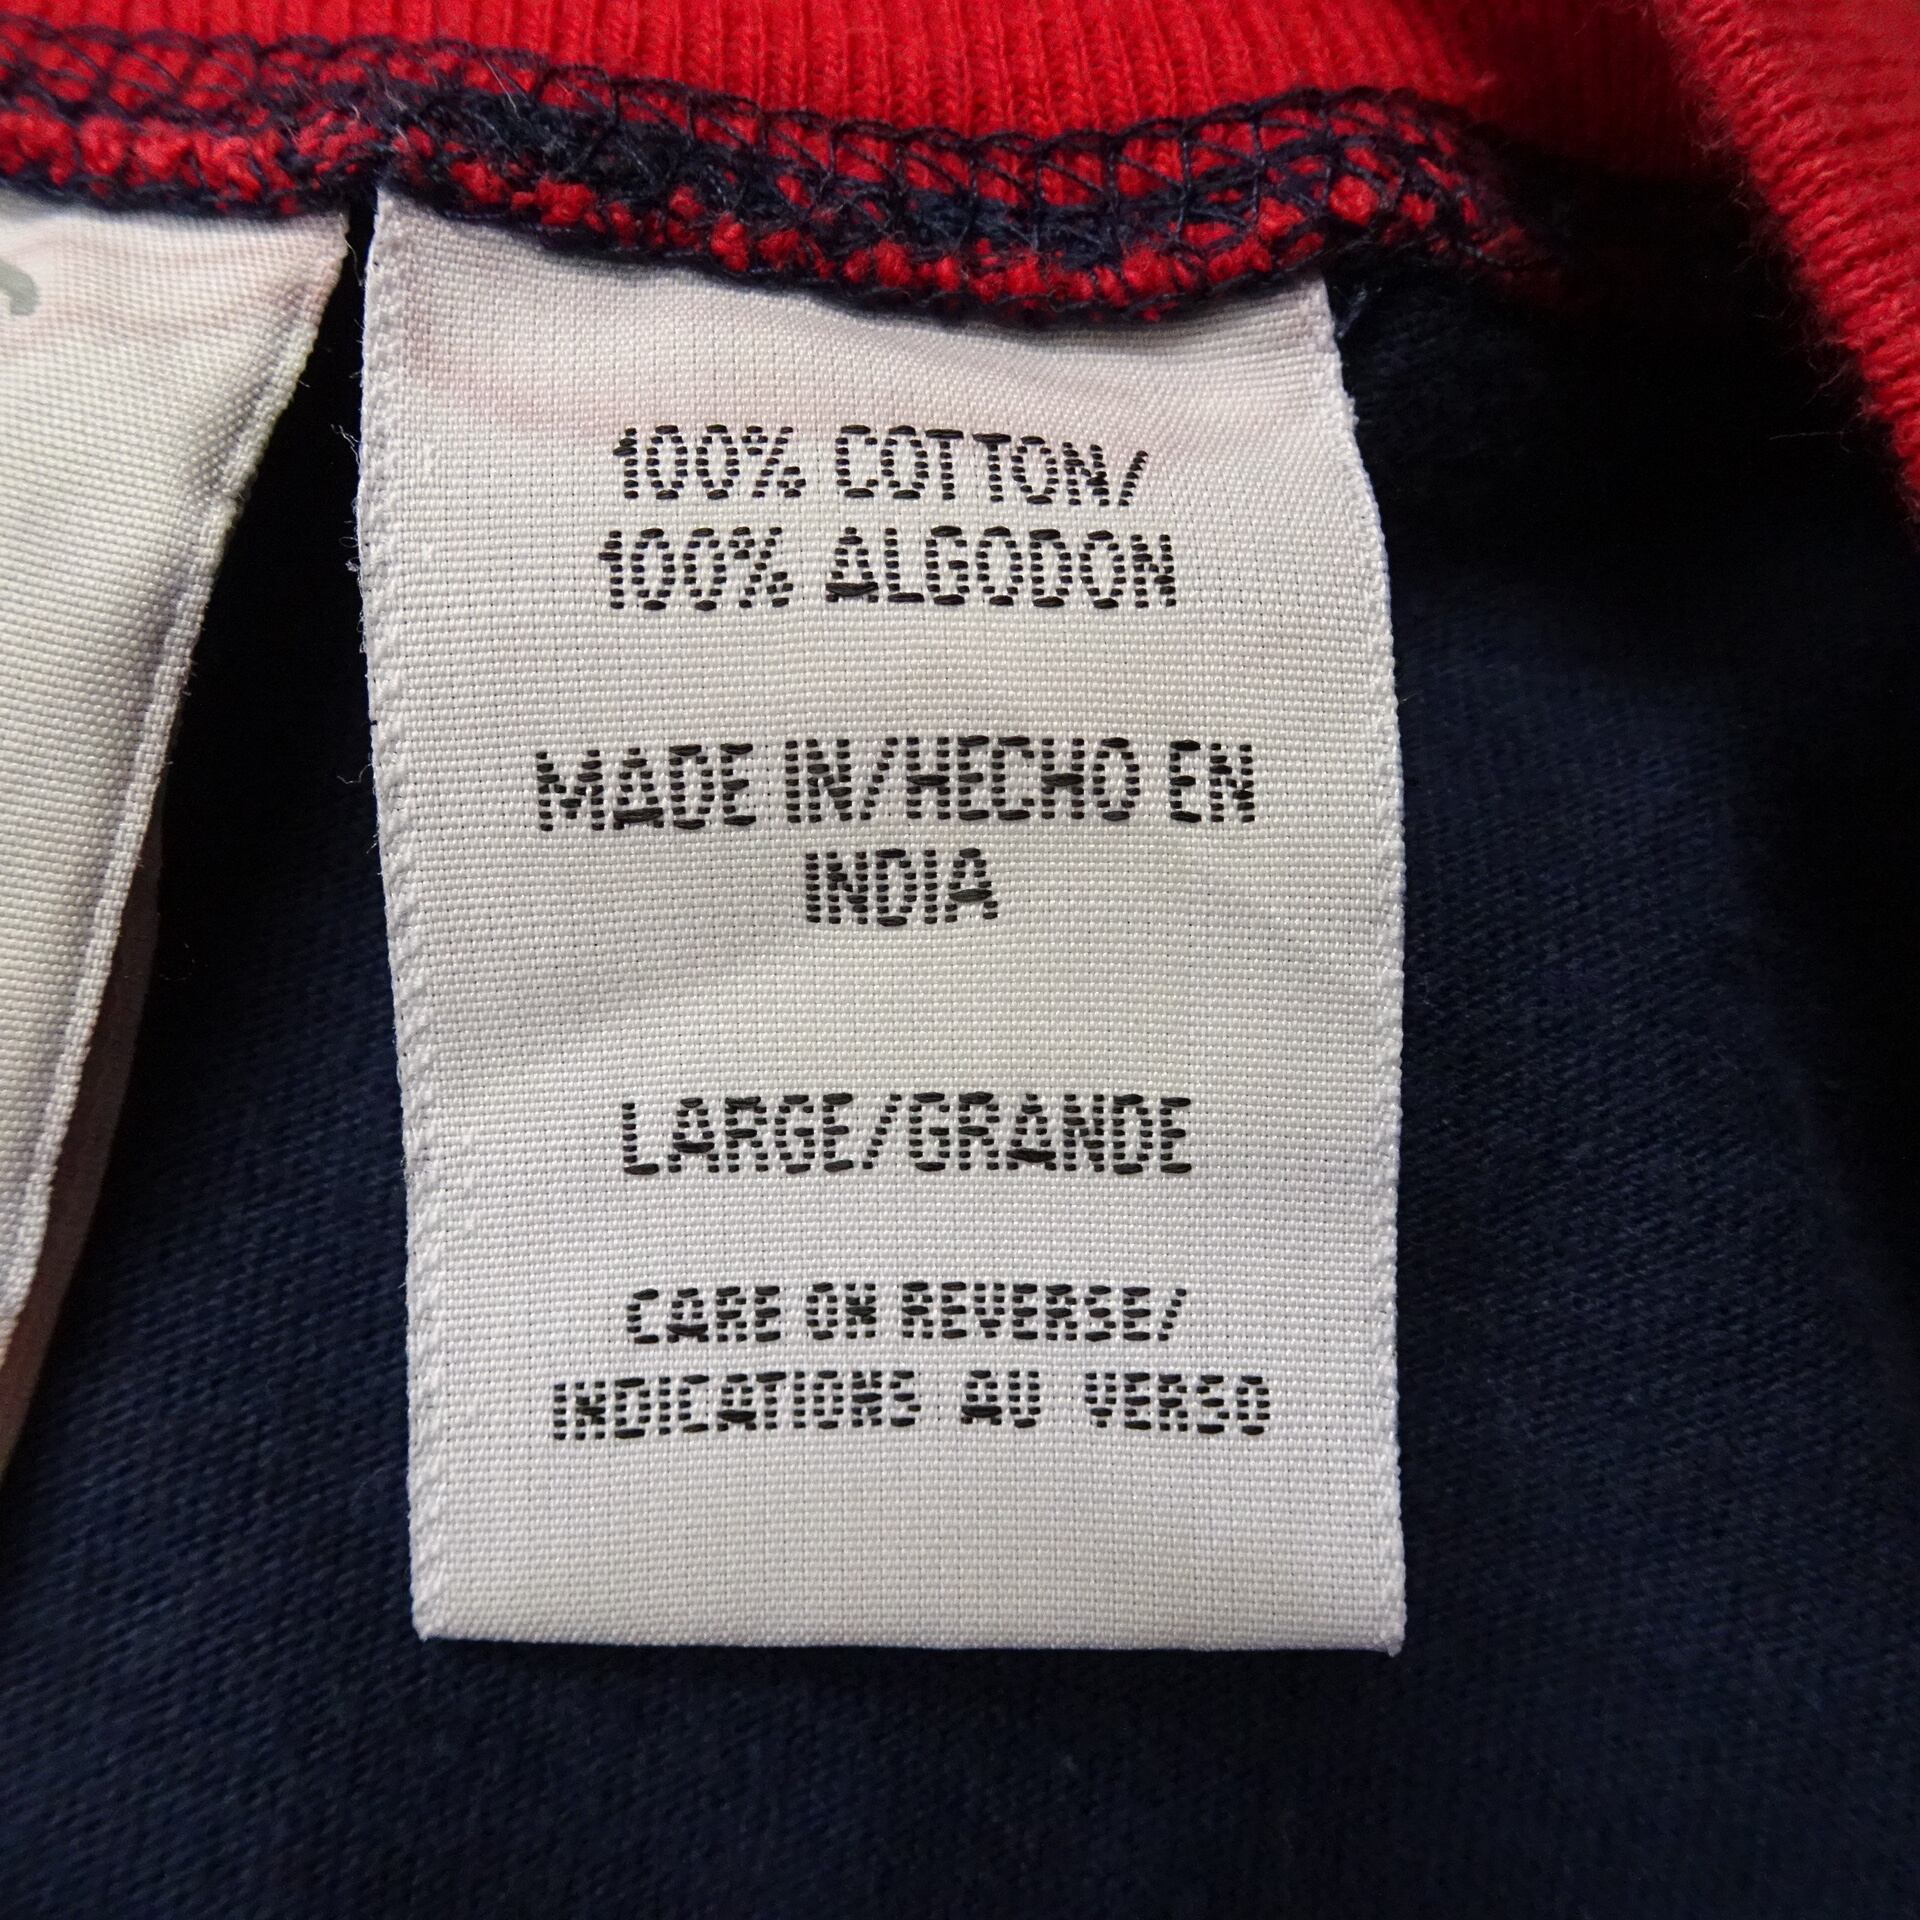 100% COTTON/
100% ALGODON
MADE IN/HECHO EN
INDIA
LARGE/GRANDE
CARE ON REVERSE/
INDICATIONS AU VERSO